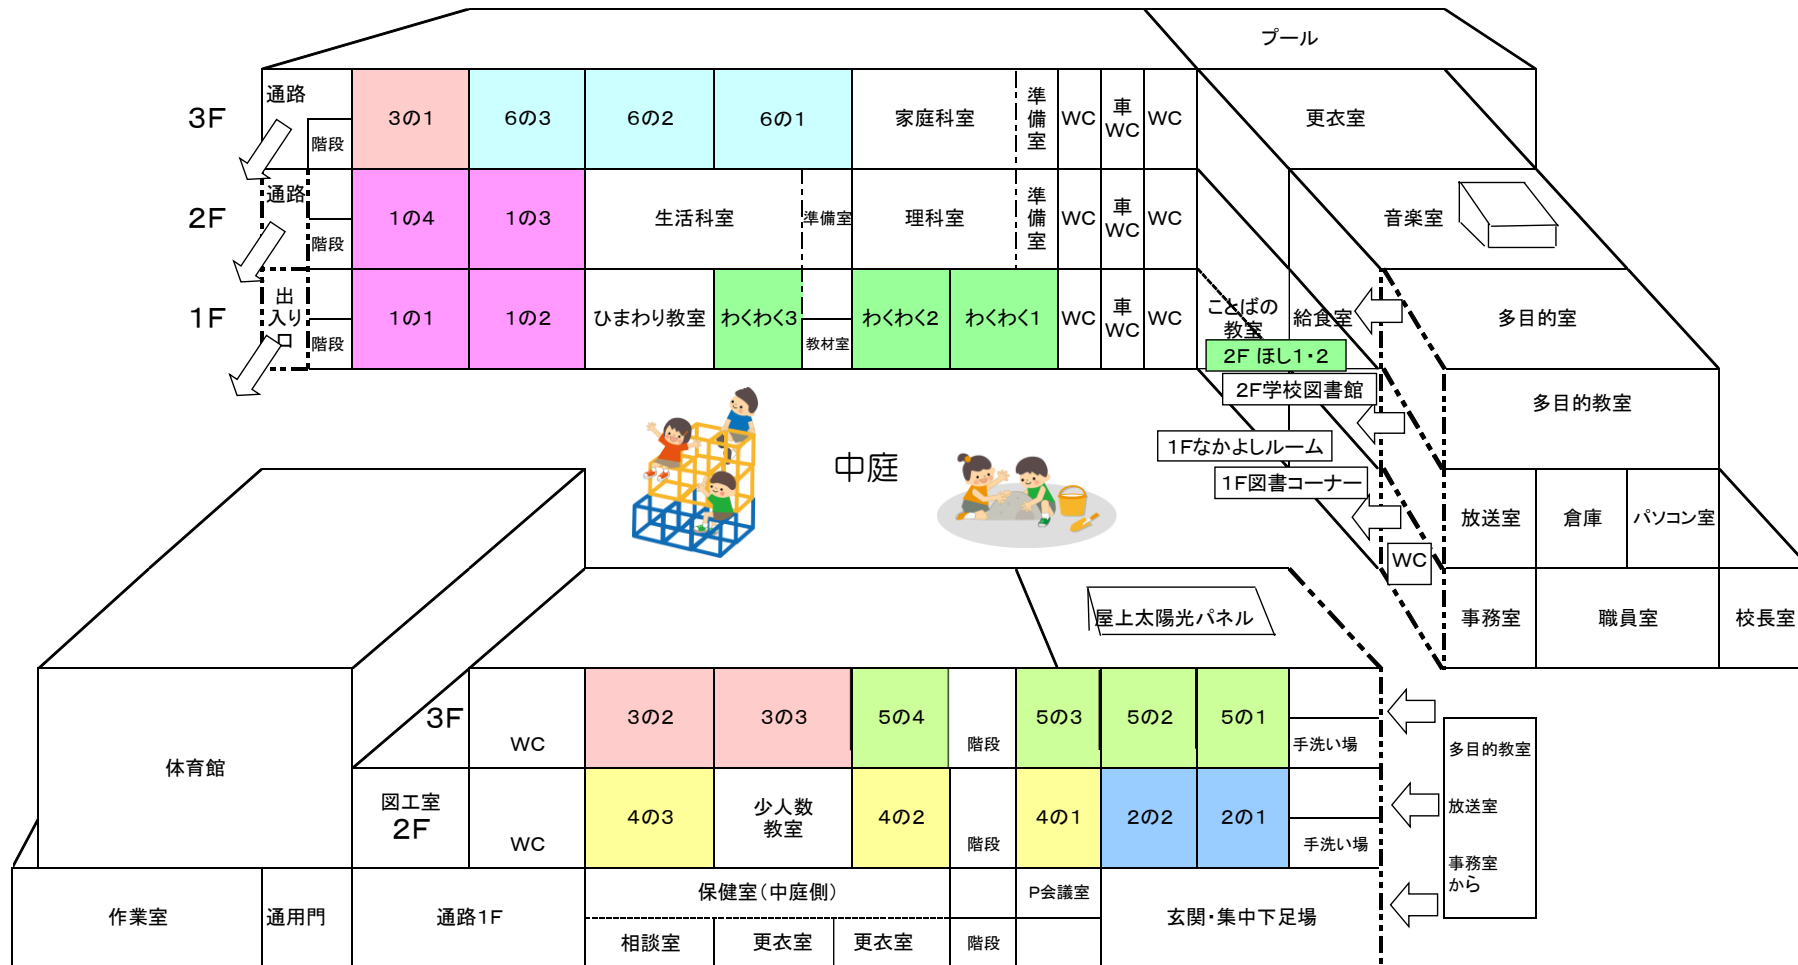 プール
3F
通路
階段
3の1
6の3
6の2
6の1
家庭科室
準備室
WC
車
WC
WC
更衣室
2F
通路
階段
1の4
1の3
生活科室
準備室
理科室
準備室
WC
車
WC
WC
音楽室
1F
出
入り
口
階段
1の1
1の2
ひまわり教室
わくわく3
教材室
わくわく2
わくわく1
WC
車
WC
WC
ことばの
教室
給食室
多目的室
2F ほし1・2
2F学校図書館
多目的教室
中庭
1Fなかよしルーム
1F図書コーナー
放送室
倉庫
パソコン室
WC
事務室
職員室
校長室
屋上太陽光パネル
体育館
3F
WC
3の2
3の3
5の4
階段
5の3
5の2
5の1
手洗い場
多目的教室
放送室
事務室
から
図工室
2F
WC
4の3
少人数
教室
4の2
階段
4の1
2の2
2の1
手洗い場
作業室
通用門
通路1F
保健室(中庭側)
P会議室
玄関・集中下足場
相談室
更衣室
更衣室
階段